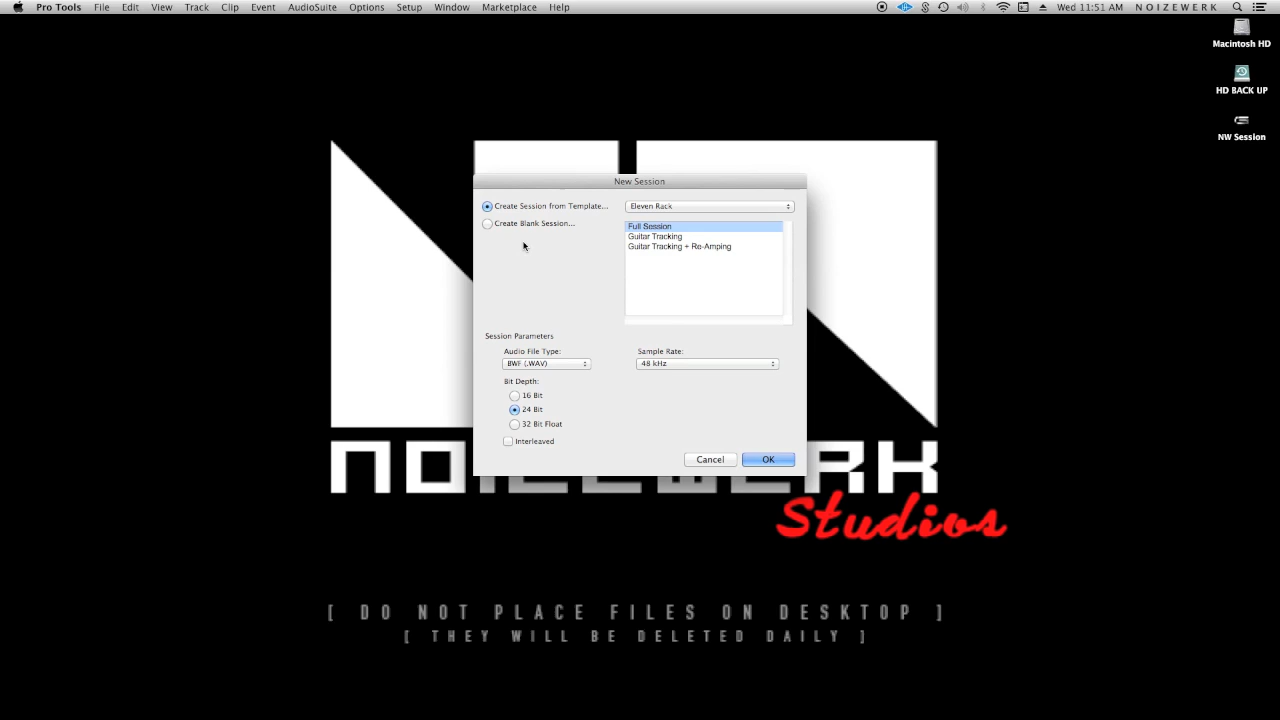 Pro Tools File Edit View Track Clip Event AudioSuite Options Setup Window Marketplace Help Wed 11:51 AM NOIZEWERK
Macintosh HD
HD BACK UP
NW Session
New Session
Create Session from Template... Eleven Rack
Create Blank Session...
Full Session
Guitar Tracking
Guitar Tracking + Re-Amping
Session Parameters
Audio File Type: Sample Rate:
BWF (.WAV) 48 kHz
Bit Depth:
16 Bit
24 Bit
32 Bit Float
Interleaved
Cancel OK
NOIZEWERK
Studios
[ DO NOT PLACE FILES ON DESKTOP ]
[ THEY WILL BE DELETED DAILY ]